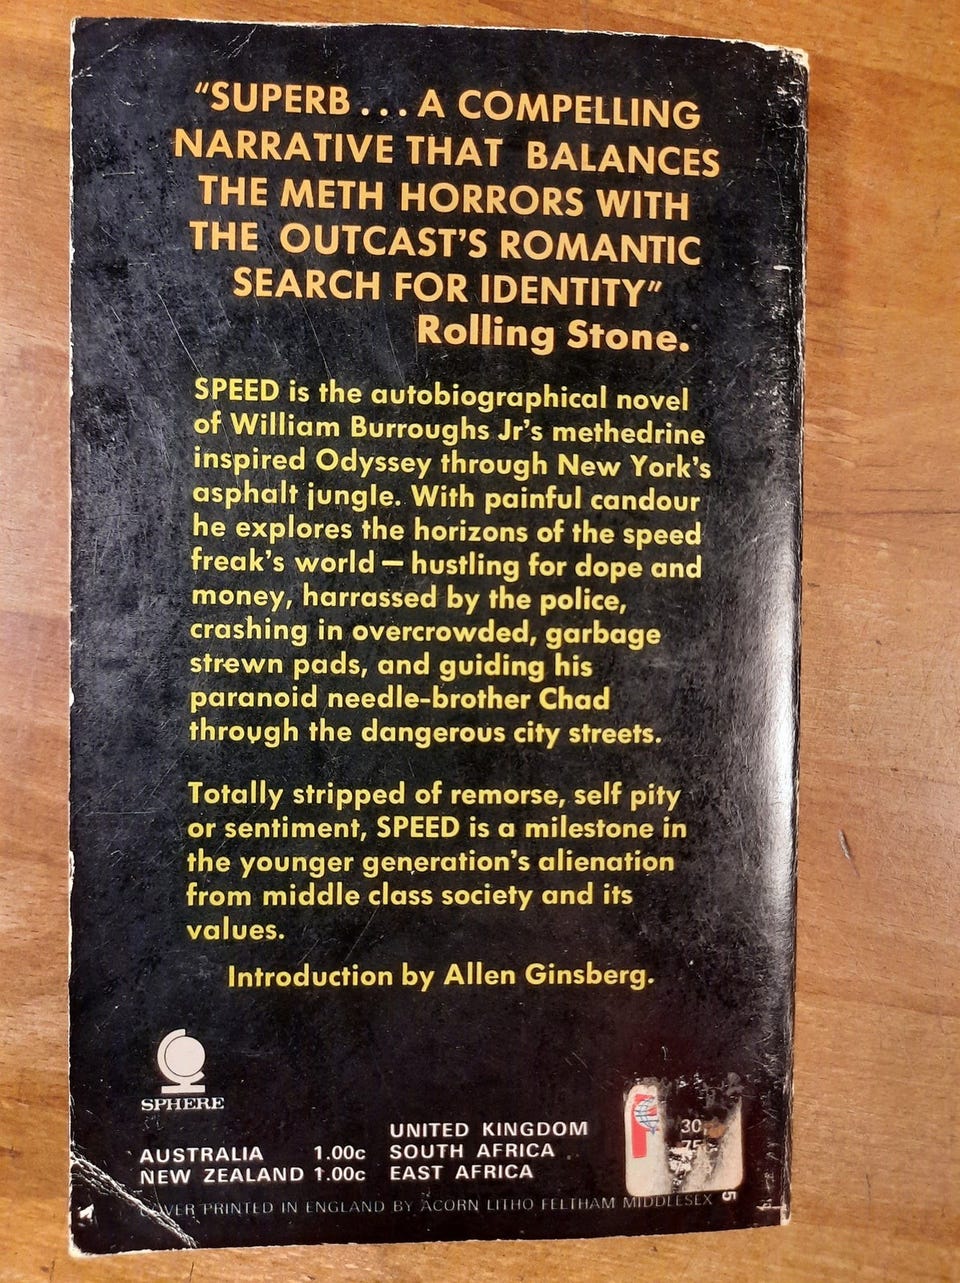 “SUPERB . . . A COMPELLING
NARRATIVE THAT BALANCES
THE METH HORRORS WITH
THE OUTCAST’S ROMANTIC
SEARCH FOR IDENTITY”
Rolling Stone.
SPEED is the autobiographical novel
of William Burroughs Jr’s methedrine
inspired Odyssey through New York’s
asphalt jungle. With painful candour
he explores the horizons of the speed
freak’s world — hustling for dope and
money, harrassed by the police,
crashing in overcrowded, garbage
strewn pads, and guiding his
paranoid needle-brother Chad
through the dangerous city streets.
Totally stripped of remorse, self pity
or sentiment, SPEED is a milestone in
the younger generation’s alienation
from middle class society and its
values.
Introduction by Allen Ginsberg.
SPHERE
UNITED KINGDOM 30
AUSTRALIA 1.00c SOUTH AFRICA 75
NEW ZEALAND 1.00c EAST AFRICA
COVER PRINTED IN ENGLAND BY ACORN LITHO FELTHAM MIDDLESEX